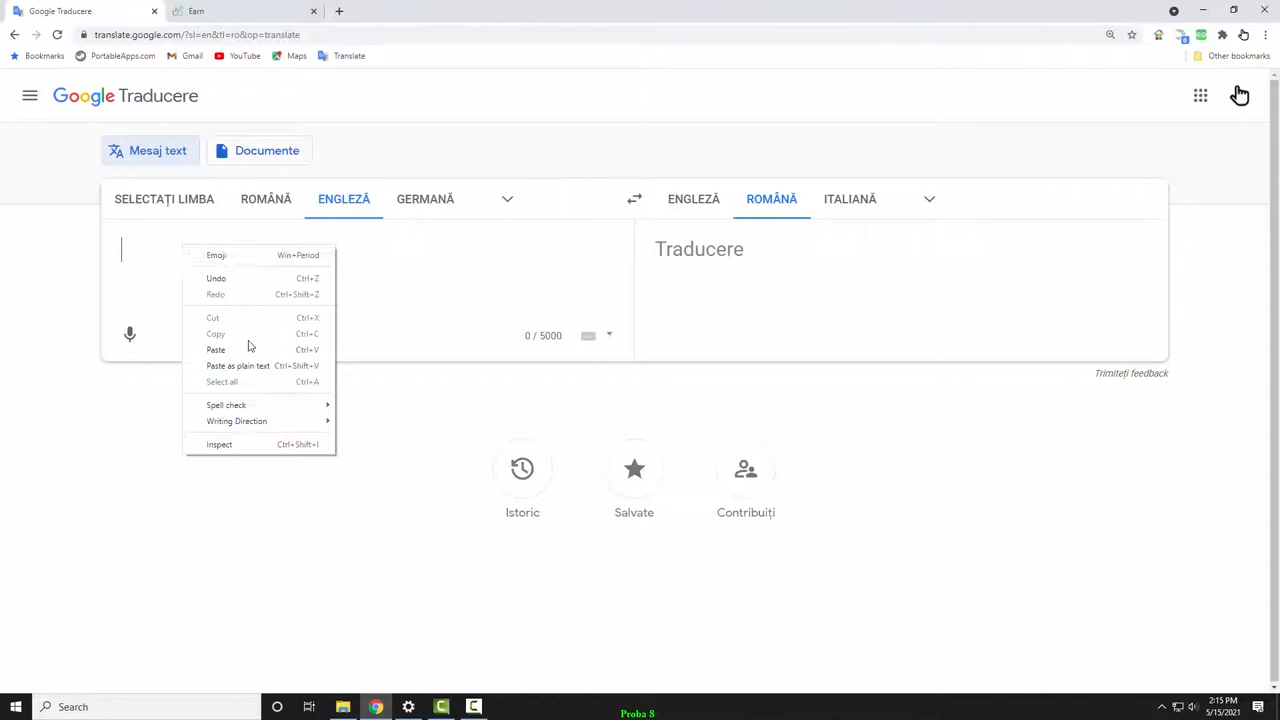 Google Traducere
Earn
translate.google.com/?sl=en&tl=ro&op=translate
Bookmarks
PortableApps.com
Gmail
YouTube
Maps
Translate
Other bookmarks
Google Traducere
Mesaj text
Documente
SELECTAȚI LIMBA
ROMÂNĂ
ENGLEZĂ
GERMANĂ
ENGLEZĂ
ROMÂNĂ
ITALIANĂ
Traducere
Emoji Win+Period
Undo Ctrl+Z
Redo Ctrl+Shift+Z
Cut Ctrl+X
Copy Ctrl+C
Paste Ctrl+V
Paste as plain text Ctrl+Shift+V
Select all Ctrl+A
Spell check
Writing Direction
Inspect Ctrl+Shift+I
0 / 5000
Trimiteți feedback
Istoric
Salvate
Contribuiți
Search
Proba S
2:15 PM
5/15/2021